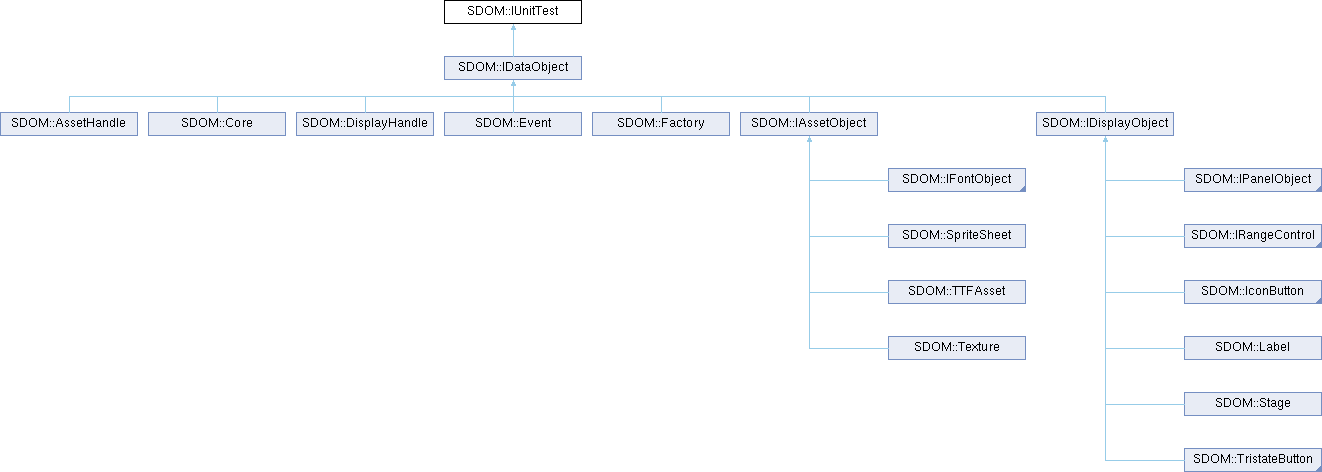 SDOM::IUnitTest
SDOM::IDataObject
SDOM::AssetHandle
SDOM::Core
SDOM::DisplayHandle
SDOM::Event
SDOM::Factory
SDOM::IAssetObject
SDOM::IDisplayObject
SDOM::IFontObject
SDOM::IPanelObject
SDOM::SpriteSheet
SDOM::IRangeControl
SDOM::TTFAsset
SDOM::IconButton
SDOM::Texture
SDOM::Label
SDOM::Stage
SDOM::TristateButton